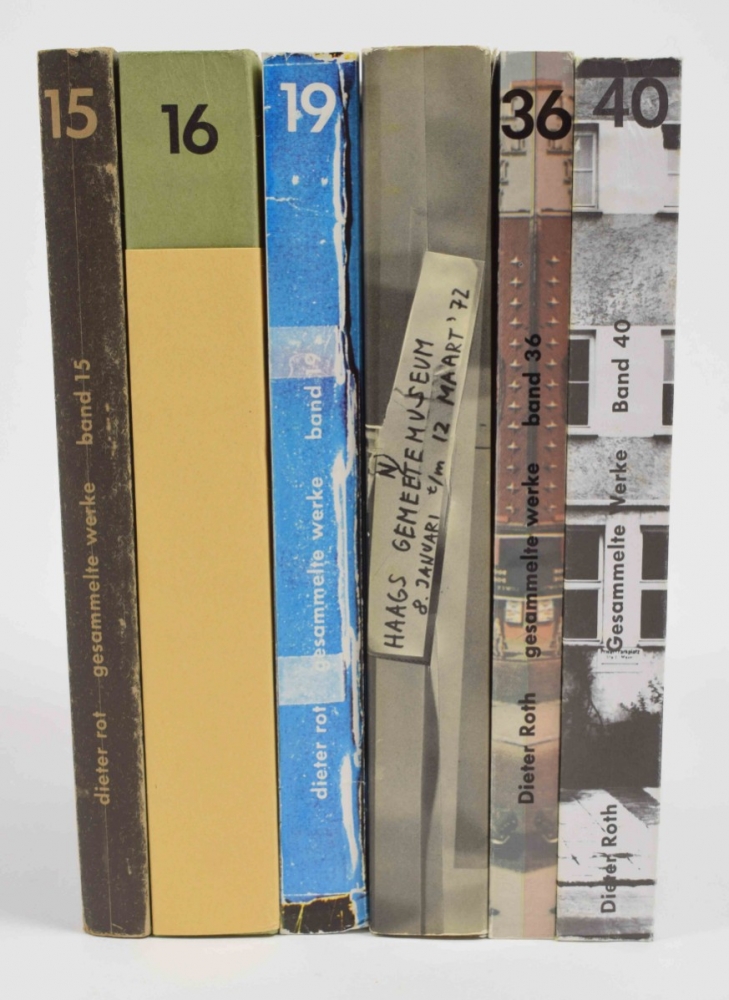 15
dieter rot gesammelte werke band 15
16
19
dieter rot gesammelte werke band 19
HAAGS GEMEENTEMUSEUM
8. JANUARI t/m 12 MAART '72
36
Dieter Roth gesammelte werke band 36
40
Dieter Roth Gesammelte Werke Band 40